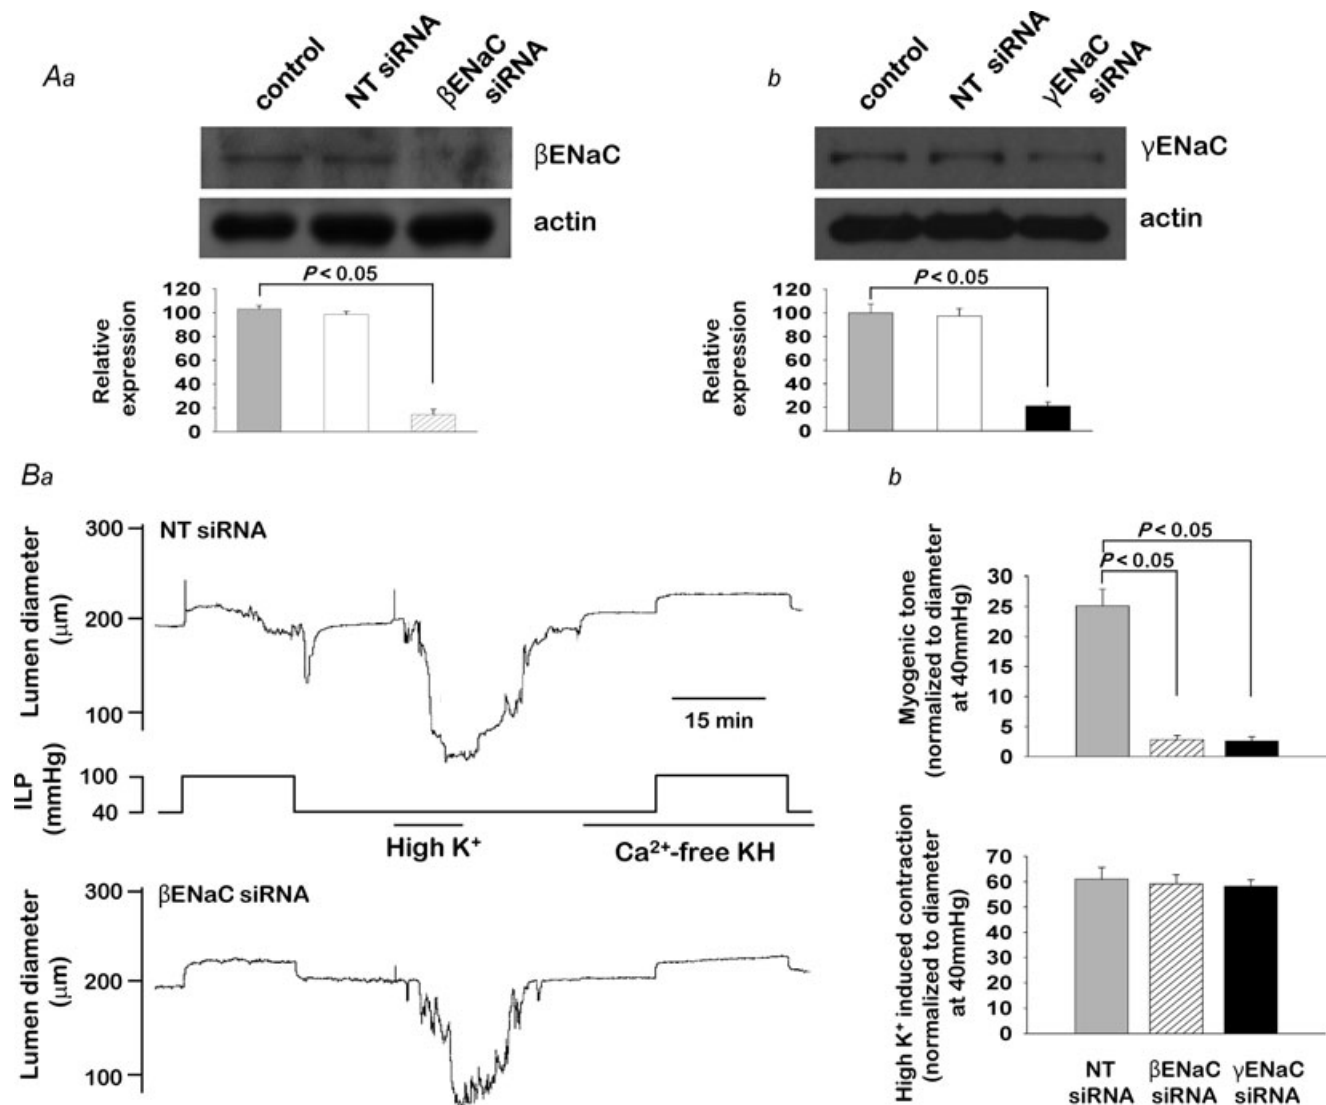 Aa
control
NT siRNA
βENaC
siRNA
βENaC
actin
P < 0.05
Relative
expression
120
100
80
60
40
20
0
b
control
NT siRNA
γENaC
siRNA
γENaC
actin
P < 0.05
Relative
expression
120
100
80
60
40
20
0
Ba
NT siRNA
Lumen diameter
(μm)
300
200
100
15 min
ILP
(mmHg)
100
40
High K⁺
Ca²⁺-free KH
βENaC siRNA
Lumen diameter
(μm)
300
200
100
b
P < 0.05
P < 0.05
Myogenic tone
(normalized to diameter
at 40mmHg)
30
25
20
15
10
5
0
High K⁺ induced contraction
(normalized to diameter
at 40mmHg)
70
60
50
40
30
20
10
0
NT
siRNA
βENaC
siRNA
γENaC
siRNA